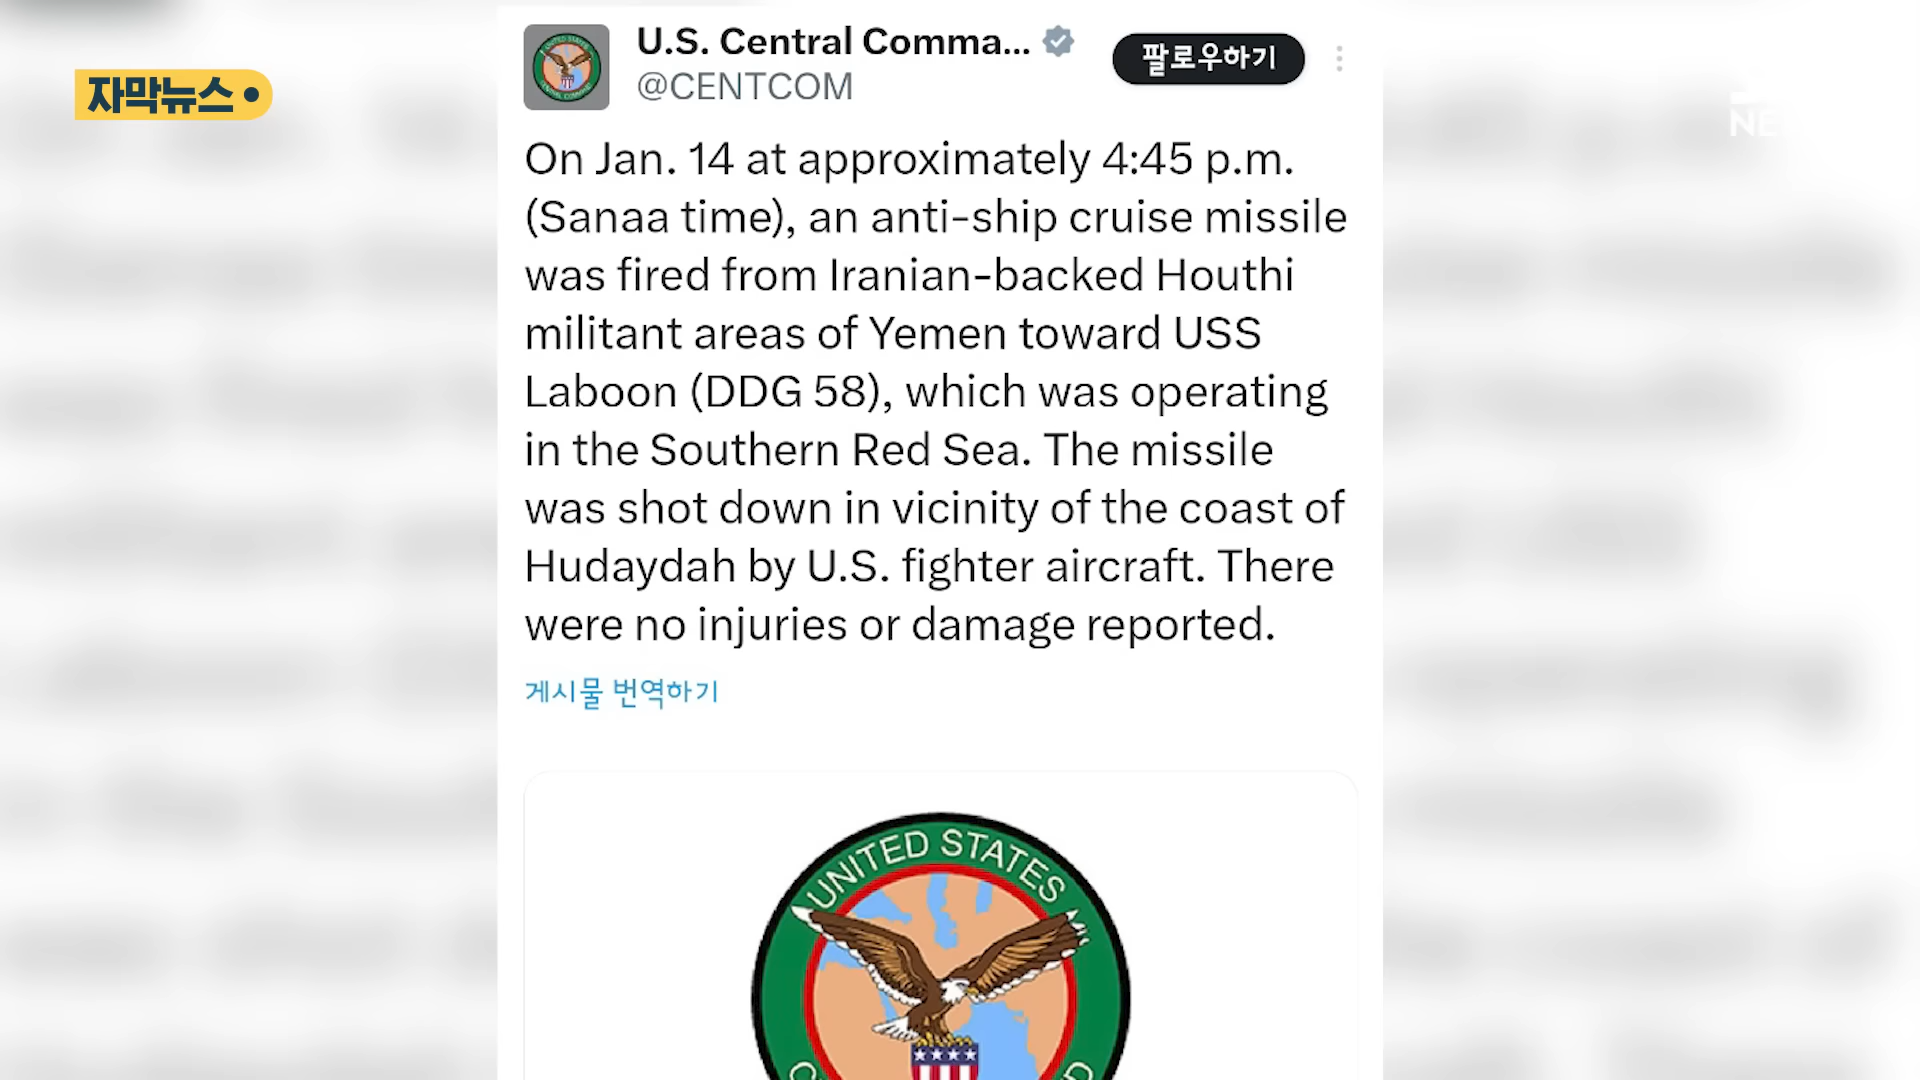 자막뉴스
U.S. Central Comma...
@CENTCOM
팔로우하기
On Jan. 14 at approximately 4:45 p.m.
(Sanaa time), an anti-ship cruise missile
was fired from Iranian-backed Houthi
militant areas of Yemen toward USS
Laboon (DDG 58), which was operating
in the Southern Red Sea. The missile
was shot down in vicinity of the coast of
Hudaydah by U.S. fighter aircraft. There
were no injuries or damage reported.
게시물 번역하기
UNITED STATES